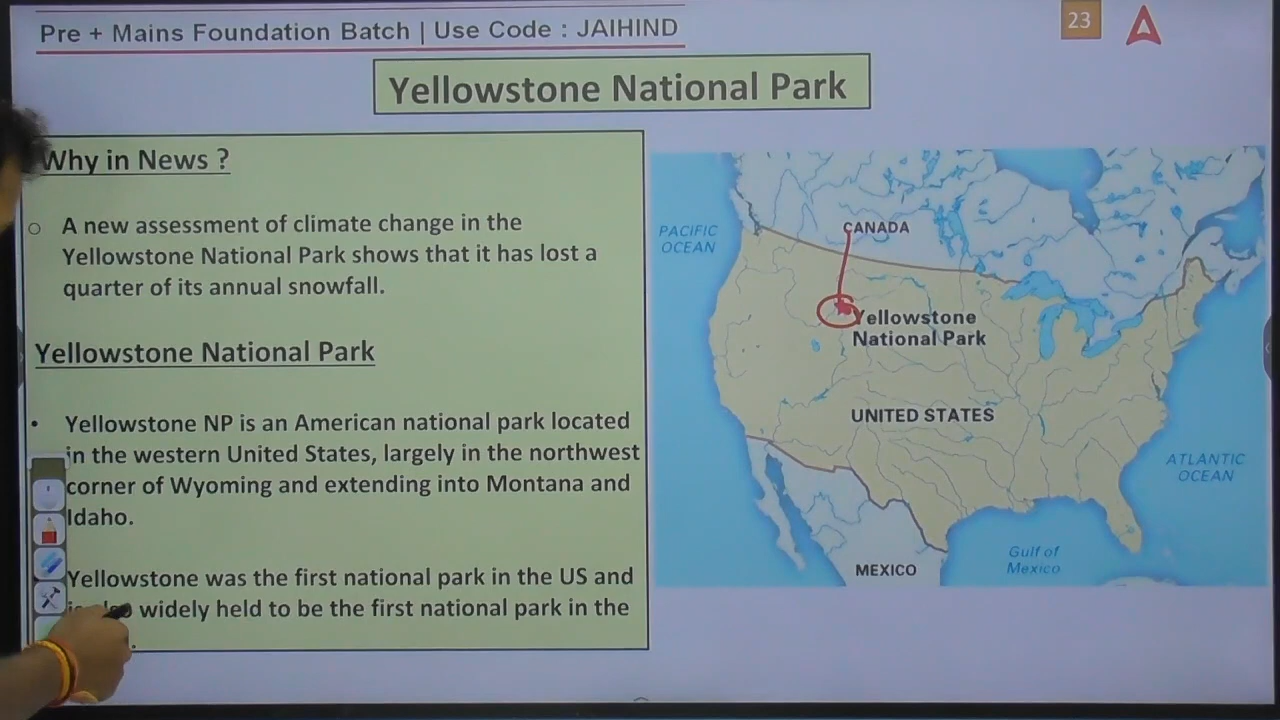 Pre + Mains Foundation Batch | Use Code : JAIHIND
23
Yellowstone National Park
Why in News ?
○ A new assessment of climate change in the
Yellowstone National Park shows that it has lost a
quarter of its annual snowfall.
Yellowstone National Park
• Yellowstone NP is an American national park located
in the western United States, largely in the northwest
corner of Wyoming and extending into Montana and
Idaho.
Yellowstone was the first national park in the US and
widely held to be the first national park in the
PACIFIC
OCEAN
CANADA
Yellowstone
National Park
UNITED STATES
ATLANTIC
OCEAN
Gulf of
Mexico
MEXICO